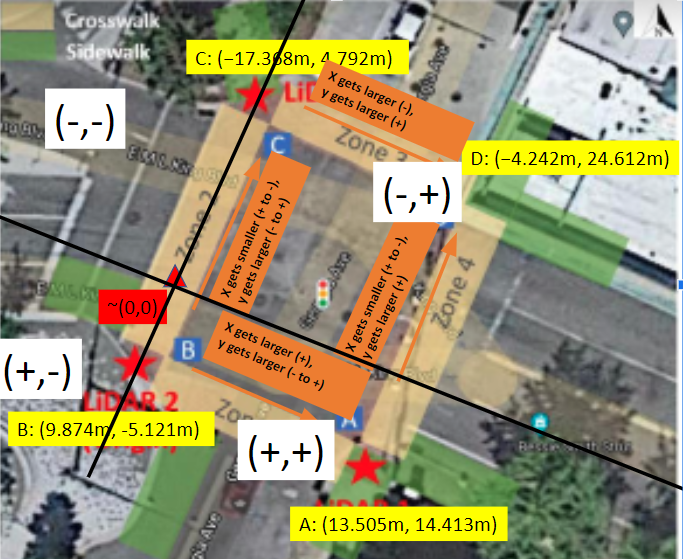 Crosswalk
Sidewalk
C: (−17.368m, 4.792m)
X gets larger (-),
y gets larger (+)
(-,-)
Zone 3
C
D: (−4.242m, 24.612m)
(-,+)
Zone 2
X gets smaller (+ to -),
y gets larger (- to +)
X gets smaller (+ to -),
y gets larger (+)
Zone 4
~(0,0)
B
X gets larger (+),
y gets larger (- to +)
(+,-)
LiDAR 2
A
B: (9.874m, -5.121m)
(+,+)
A: (13.505m, 14.413m)